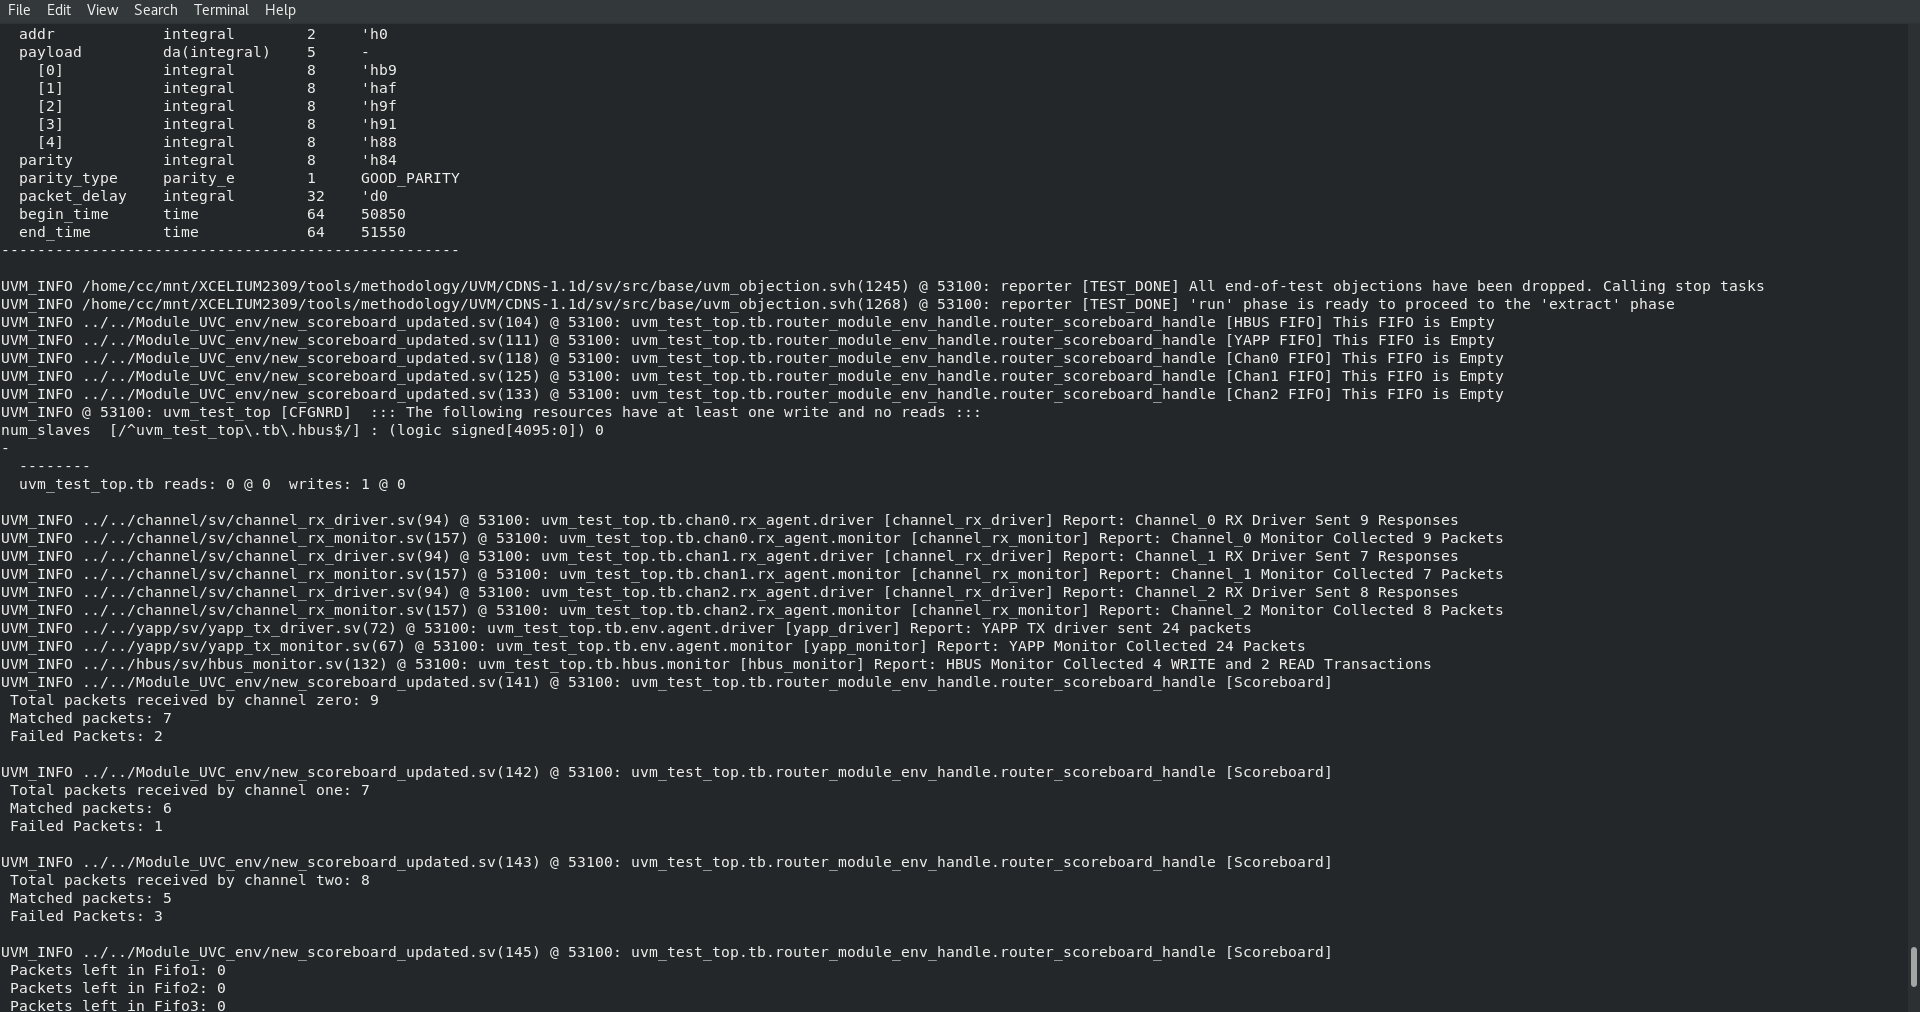 File Edit View Search Terminal Help
addr integral 2 'h0
payload da(integral) 5 -
[0] integral 8 'hb9
[1] integral 8 'haf
[2] integral 8 'h9f
[3] integral 8 'h91
[4] integral 8 'h88
parity integral 8 'h84
parity_type parity_e 1 GOOD_PARITY
packet_delay integral 32 'd0
begin_time time 64 50850
end_time time 64 51550
---------------------------------------------------
UVM_INFO /home/cc/mnt/XCELIUM2309/tools/methodology/UVM/CDNS-1.1d/sv/src/base/uvm_objection.svh(1245) @ 53100: reporter [TEST_DONE] All end-of-test objections have been dropped. Calling stop tasks
UVM_INFO /home/cc/mnt/XCELIUM2309/tools/methodology/UVM/CDNS-1.1d/sv/src/base/uvm_objection.svh(1268) @ 53100: reporter [TEST_DONE] 'run' phase is ready to proceed to the 'extract' phase
UVM_INFO ../../Module_UVC_env/new_scoreboard_updated.sv(104) @ 53100: uvm_test_top.tb.router_module_env_handle.router_scoreboard_handle [HBUS FIFO] This FIFO is Empty
UVM_INFO ../../Module_UVC_env/new_scoreboard_updated.sv(111) @ 53100: uvm_test_top.tb.router_module_env_handle.router_scoreboard_handle [YAPP FIFO] This FIFO is Empty
UVM_INFO ../../Module_UVC_env/new_scoreboard_updated.sv(118) @ 53100: uvm_test_top.tb.router_module_env_handle.router_scoreboard_handle [Chan0 FIFO] This FIFO is Empty
UVM_INFO ../../Module_UVC_env/new_scoreboard_updated.sv(125) @ 53100: uvm_test_top.tb.router_module_env_handle.router_scoreboard_handle [Chan1 FIFO] This FIFO is Empty
UVM_INFO ../../Module_UVC_env/new_scoreboard_updated.sv(133) @ 53100: uvm_test_top.tb.router_module_env_handle.router_scoreboard_handle [Chan2 FIFO] This FIFO is Empty
UVM_INFO @ 53100: uvm_test_top [CFGNRD]  ::: The following resources have at least one write and no reads :::
num_slaves  [/^uvm_test_top\.tb\.hbus$/] : (logic signed[4095:0]) 0
-
--------
uvm_test_top.tb reads: 0 @ 0  writes: 1 @ 0
UVM_INFO ../../channel/sv/channel_rx_driver.sv(94) @ 53100: uvm_test_top.tb.chan0.rx_agent.driver [channel_rx_driver] Report: Channel_0 RX Driver Sent 9 Responses
UVM_INFO ../../channel/sv/channel_rx_monitor.sv(157) @ 53100: uvm_test_top.tb.chan0.rx_agent.monitor [channel_rx_monitor] Report: Channel_0 Monitor Collected 9 Packets
UVM_INFO ../../channel/sv/channel_rx_driver.sv(94) @ 53100: uvm_test_top.tb.chan1.rx_agent.driver [channel_rx_driver] Report: Channel_1 RX Driver Sent 7 Responses
UVM_INFO ../../channel/sv/channel_rx_monitor.sv(157) @ 53100: uvm_test_top.tb.chan1.rx_agent.monitor [channel_rx_monitor] Report: Channel_1 Monitor Collected 7 Packets
UVM_INFO ../../channel/sv/channel_rx_driver.sv(94) @ 53100: uvm_test_top.tb.chan2.rx_agent.driver [channel_rx_driver] Report: Channel_2 RX Driver Sent 8 Responses
UVM_INFO ../../channel/sv/channel_rx_monitor.sv(157) @ 53100: uvm_test_top.tb.chan2.rx_agent.monitor [channel_rx_monitor] Report: Channel_2 Monitor Collected 8 Packets
UVM_INFO ../../yapp/sv/yapp_tx_driver.sv(72) @ 53100: uvm_test_top.tb.env.agent.driver [yapp_driver] Report: YAPP TX driver sent 24 packets
UVM_INFO ../../yapp/sv/yapp_tx_monitor.sv(67) @ 53100: uvm_test_top.tb.env.agent.monitor [yapp_monitor] Report: YAPP Monitor Collected 24 Packets
UVM_INFO ../../hbus/sv/hbus_monitor.sv(132) @ 53100: uvm_test_top.tb.hbus.monitor [hbus_monitor] Report: HBUS Monitor Collected 4 WRITE and 2 READ Transactions
UVM_INFO ../../Module_UVC_env/new_scoreboard_updated.sv(141) @ 53100: uvm_test_top.tb.router_module_env_handle.router_scoreboard_handle [Scoreboard]
Total packets received by channel zero: 9
Matched packets: 7
Failed Packets: 2
UVM_INFO ../../Module_UVC_env/new_scoreboard_updated.sv(142) @ 53100: uvm_test_top.tb.router_module_env_handle.router_scoreboard_handle [Scoreboard]
Total packets received by channel one: 7
Matched packets: 6
Failed Packets: 1
UVM_INFO ../../Module_UVC_env/new_scoreboard_updated.sv(143) @ 53100: uvm_test_top.tb.router_module_env_handle.router_scoreboard_handle [Scoreboard]
Total packets received by channel two: 8
Matched packets: 5
Failed Packets: 3
UVM_INFO ../../Module_UVC_env/new_scoreboard_updated.sv(145) @ 53100: uvm_test_top.tb.router_module_env_handle.router_scoreboard_handle [Scoreboard]
Packets left in Fifo1: 0
Packets left in Fifo2: 0
Packets left in Fifo3: 0